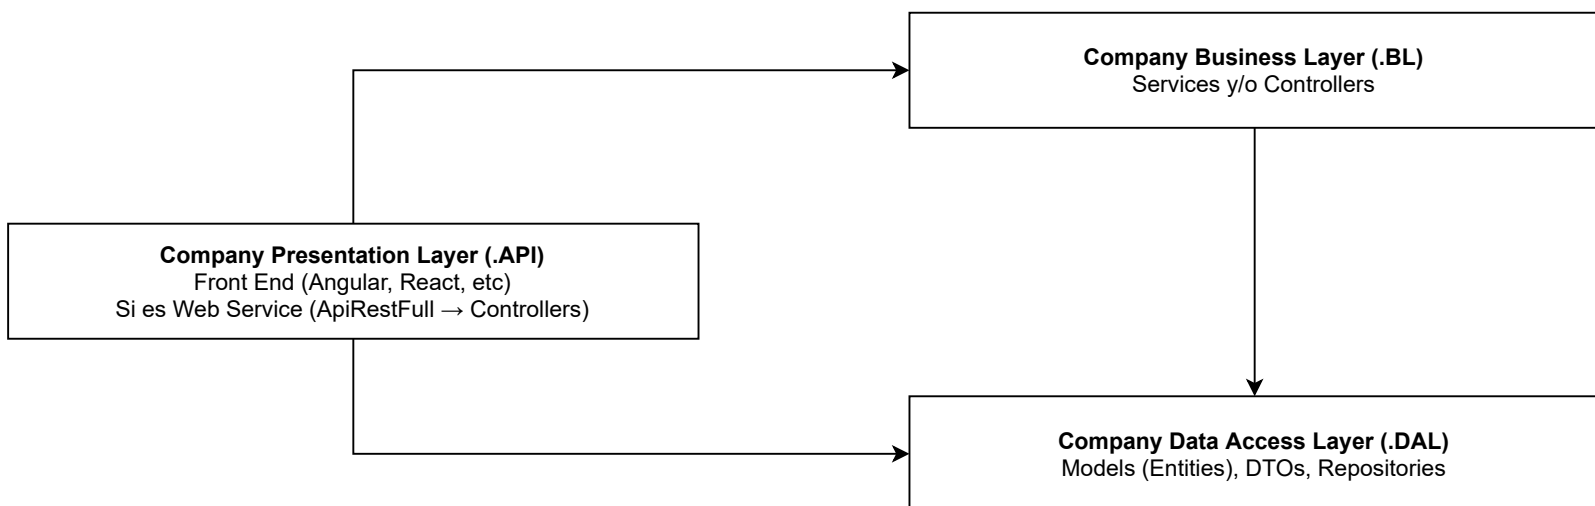 Company Business Layer (.BL)
Services y/o Controllers
Company Presentation Layer (.API)
Front End (Angular, React, etc)
Si es Web Service (ApiRestFull → Controllers)
Company Data Access Layer (.DAL)
Models (Entities), DTOs, Repositories